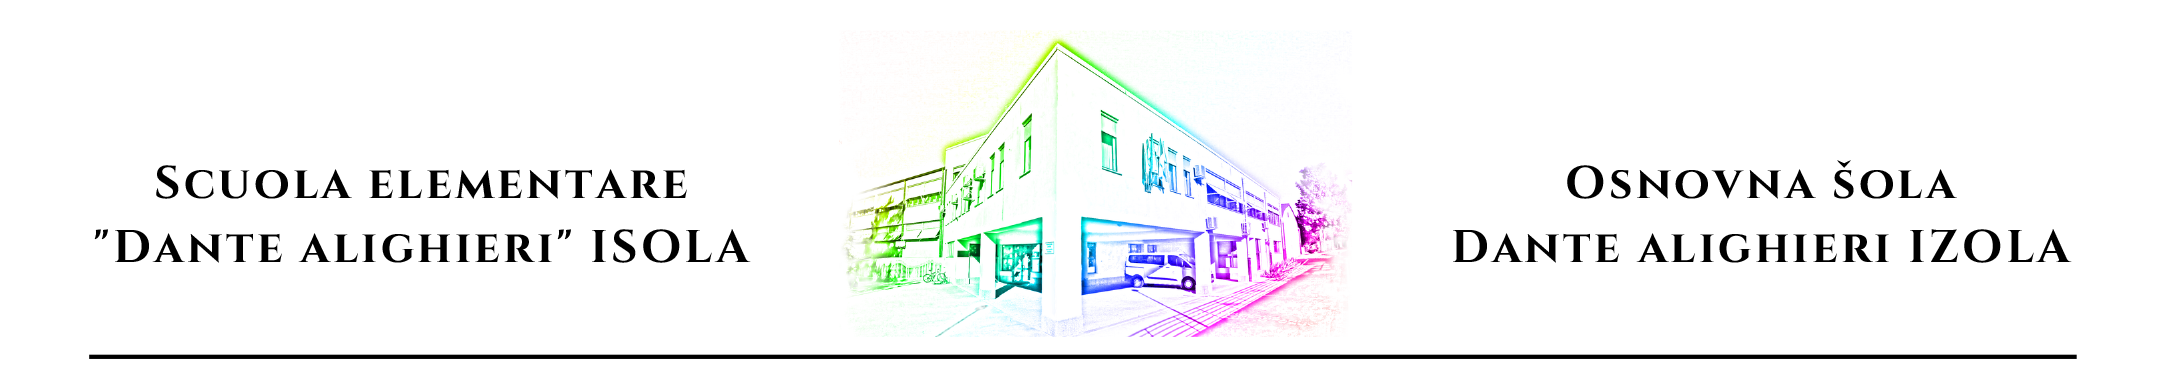 Scuola elementare
"Dante alighieri" ISOLA
Osnovna šola
Dante alighieri IZOLA